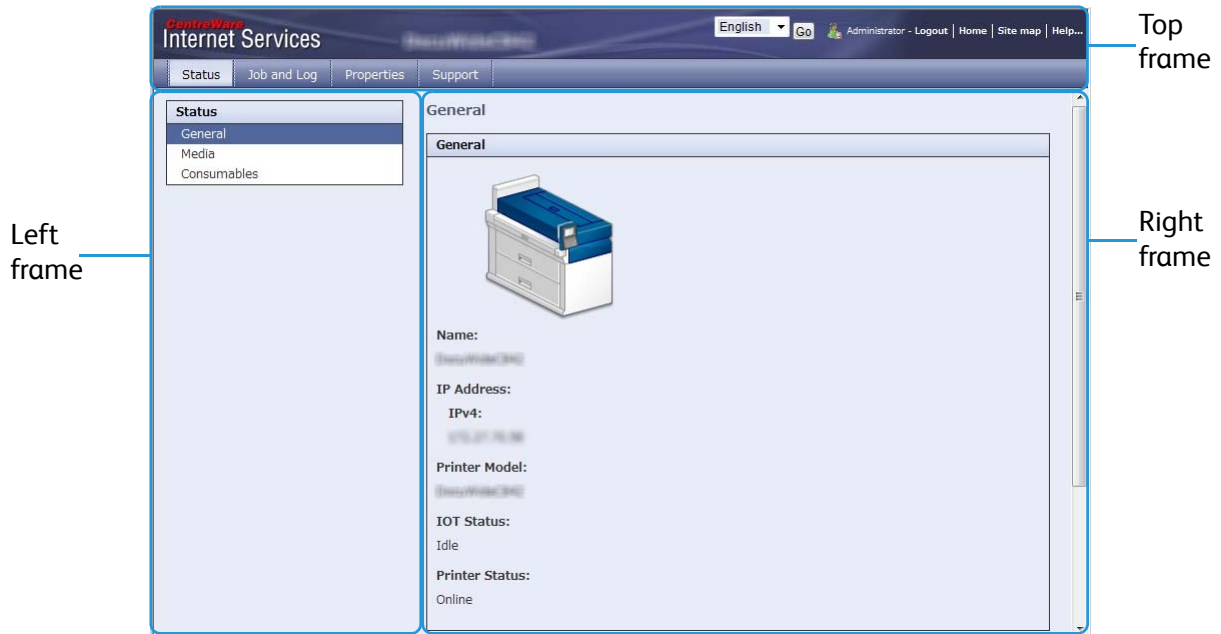 CentreWare
Internet Services
English Go Administrator - Logout | Home | Site map | Help...
Top
frame
Status Job and Log Properties Support
Status
General
Media
Consumables
General
General
Left
frame
Right
frame
Name:
IP Address:
IPv4:
Printer Model:
IOT Status:
Idle
Printer Status:
Online